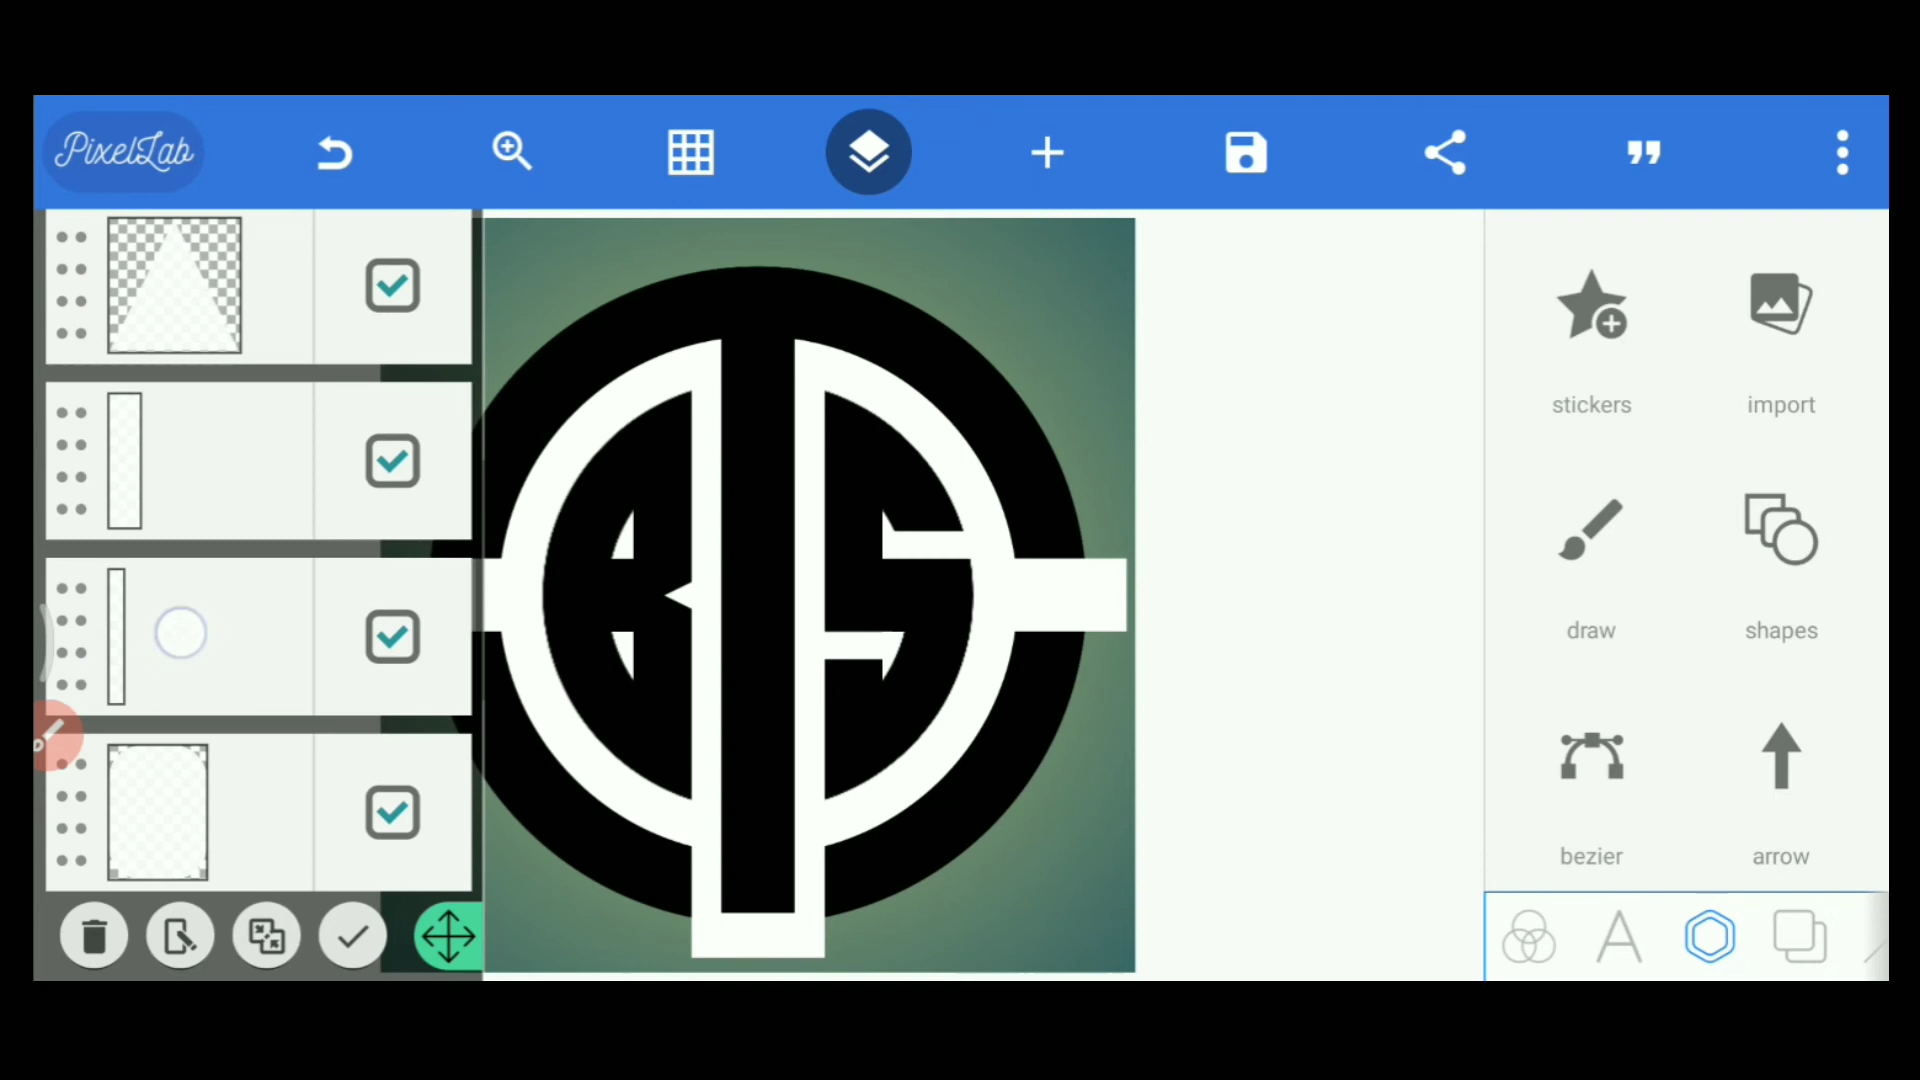 PixelLab
stickers
import
draw
shapes
bezier
arrow